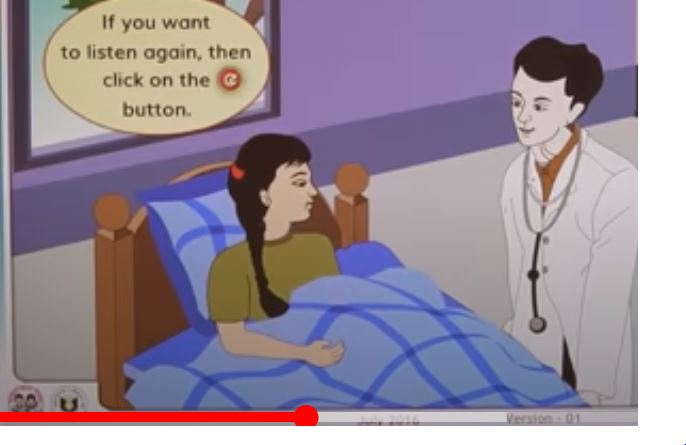 If you want
to listen again, then
click on the
button.
July 2016 Version - 01